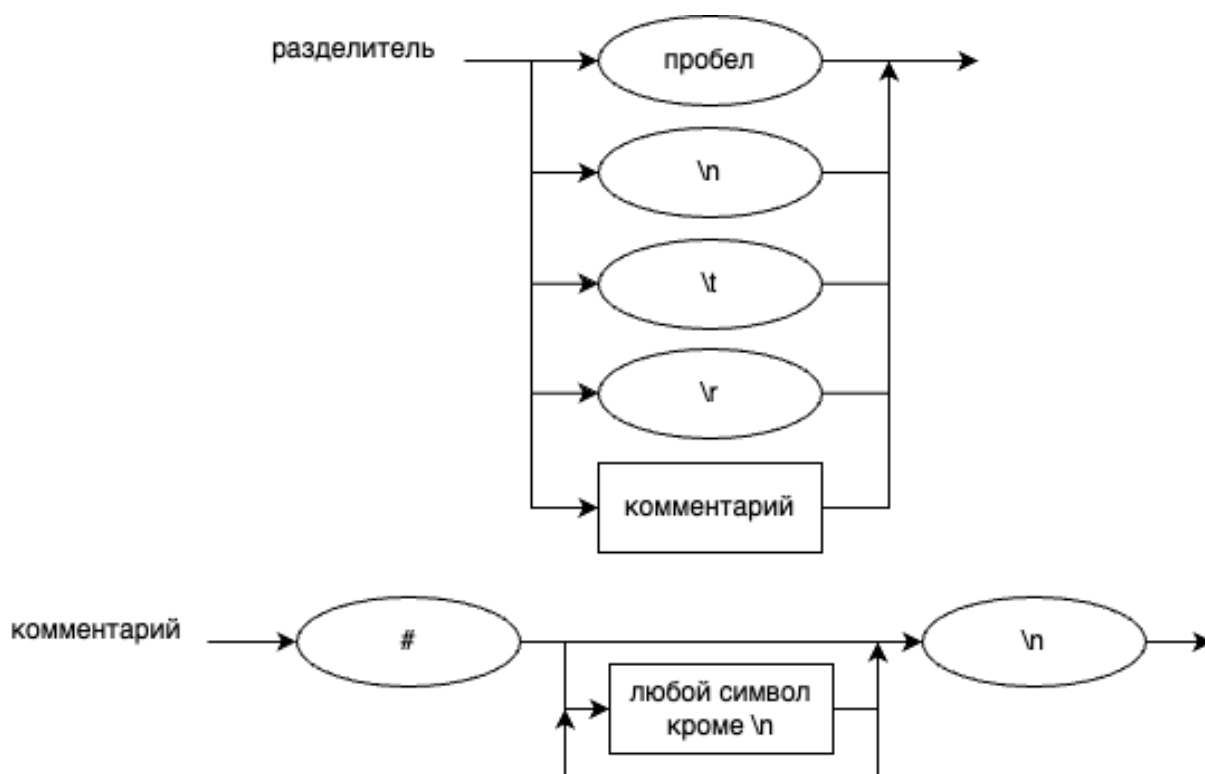 разделитель
пробел
\n
\t
\r
комментарий
комментарий
#
\n
любой символ
кроме \n